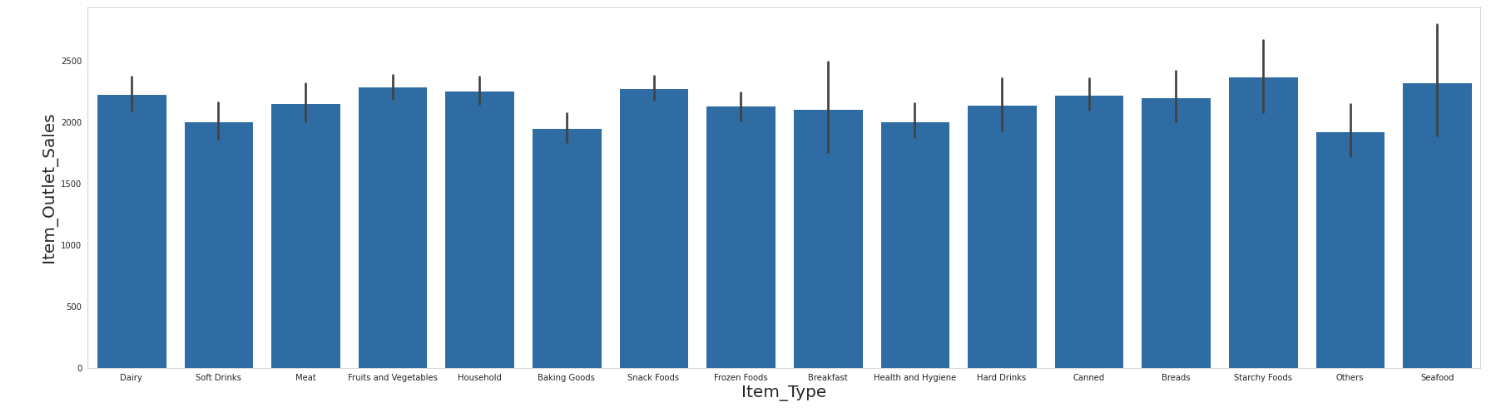 Item_Outlet_Sales
2500
2000
1500
1000
500
0
Dairy Soft Drinks Meat Fruits and Vegetables Household Baking Goods Snack Foods Frozen Foods Breakfast Health and Hygiene Hard Drinks Canned Breads Starchy Foods Others Seafood
Item_Type